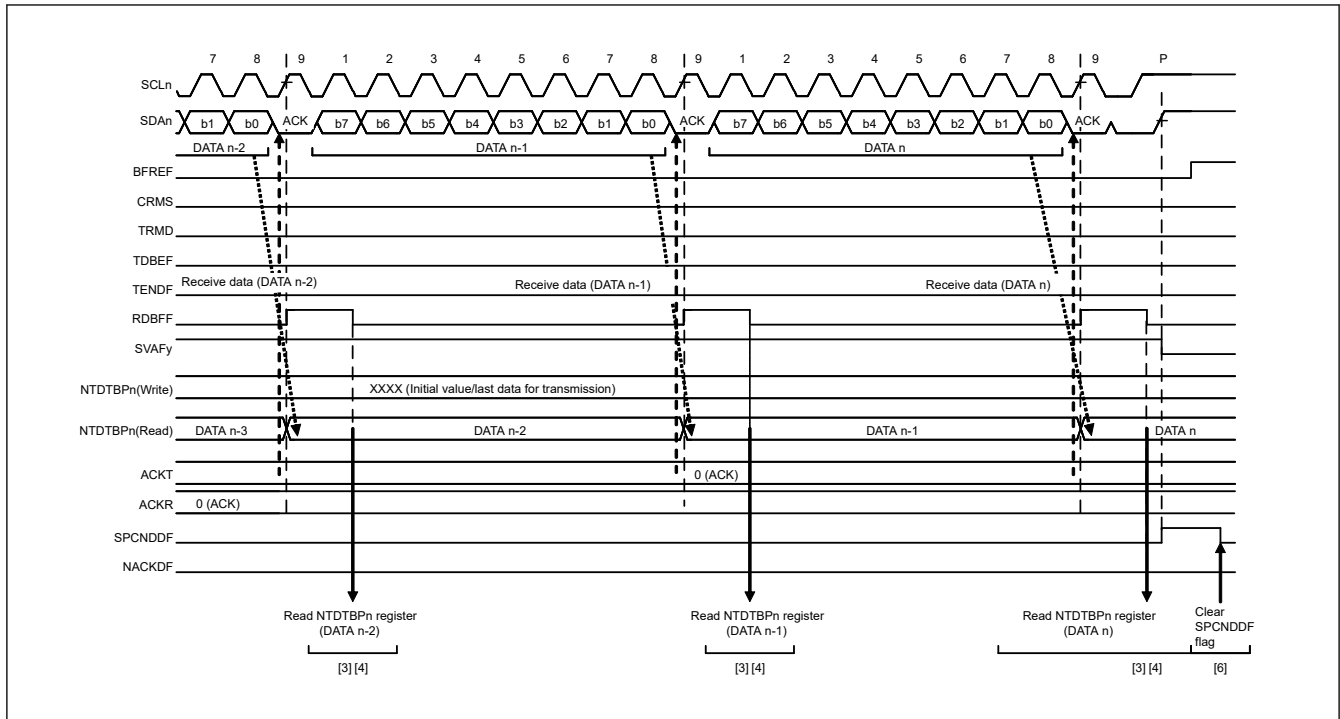 7 8 9 1 2 3 4 5 6 7 8 9 1 2 3 4 5 6 7 8 9 P
SCLn
SDAn b1 b0 ACK b7 b6 b5 b4 b3 b2 b1 b0 ACK b7 b6 b5 b4 b3 b2 b1 b0 ACK
DATA n-2 DATA n-1 DATA n
BFREF
CRMS
TRMD
TDBEF
Receive data (DATA n-2) Receive data (DATA n-1) Receive data (DATA n)
TENDF
RDBFF
SVAFy
NTDTBPn(Write) XXXX (Initial value/last data for transmission)
NTDTBPn(Read) DATA n-3 DATA n-2 DATA n-1 DATA n
ACKT 0 (ACK)
ACKR 0 (ACK)
SPCNDDF
NACKDF
Read NTDTBPn register
(DATA n-2)
[3] [4]
Read NTDTBPn register
(DATA n-1)
[3] [4]
Read NTDTBPn register
(DATA n)
[3] [4]
Clear
SPCNDDF
flag
[6]